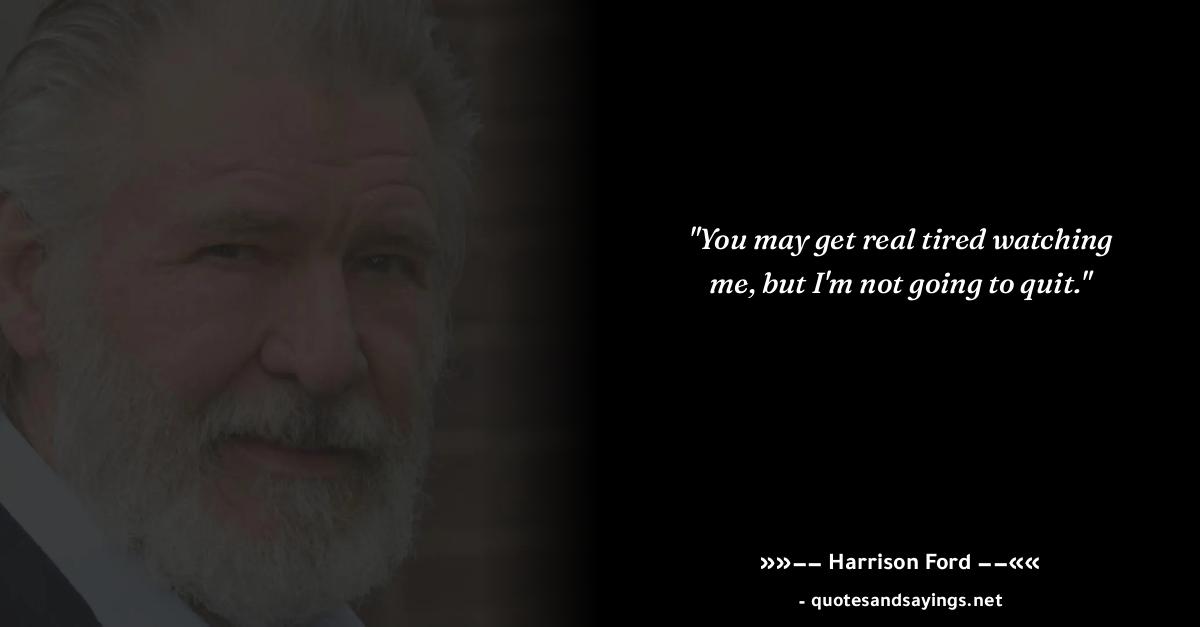 "You may get real tired watching
me, but I'm not going to quit."
»»−− Harrison Ford −−««
- quotesandsayings.net